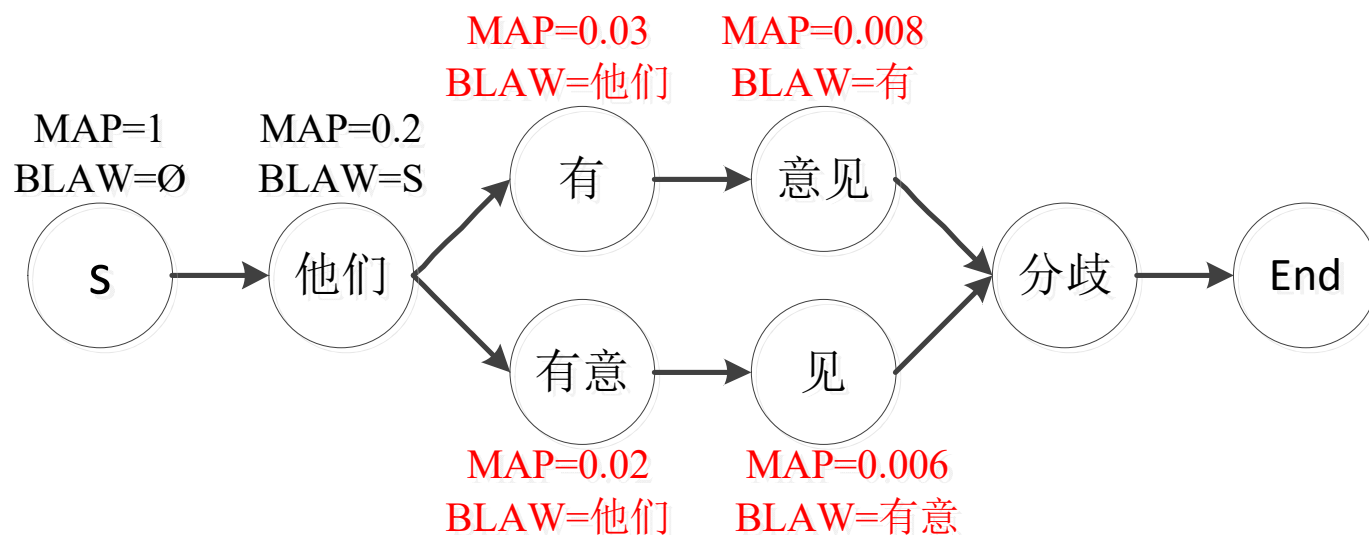 MAP=0.03
BLAW=他们
MAP=0.008
BLAW=有
MAP=1
BLAW=Ø
MAP=0.2
BLAW=S
S
他们
有
意见
有意
见
分歧
End
MAP=0.02
BLAW=他们
MAP=0.006
BLAW=有意